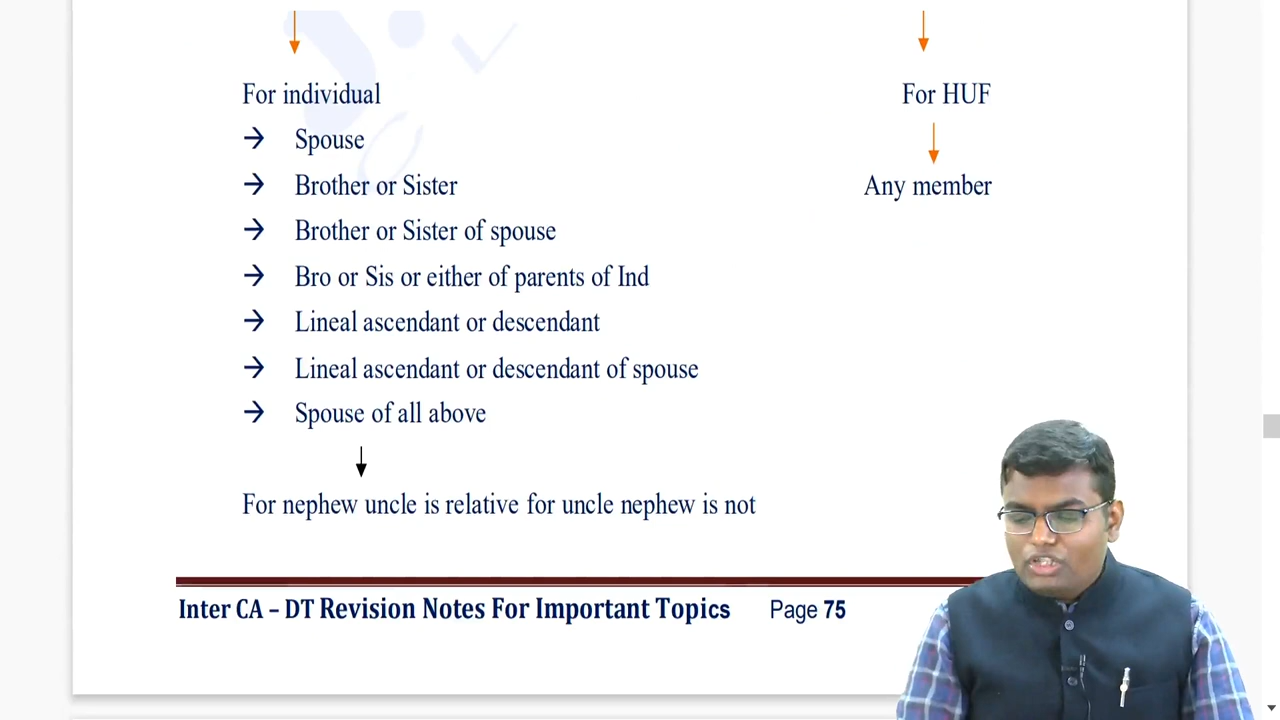 For individual
For HUF
→ Spouse
→ Brother or Sister
Any member
→ Brother or Sister of spouse
→ Bro or Sis or either of parents of Ind
→ Lineal ascendant or descendant
→ Lineal ascendant or descendant of spouse
→ Spouse of all above
For nephew uncle is relative for uncle nephew is not
Inter CA – DT Revision Notes For Important Topics Page 75